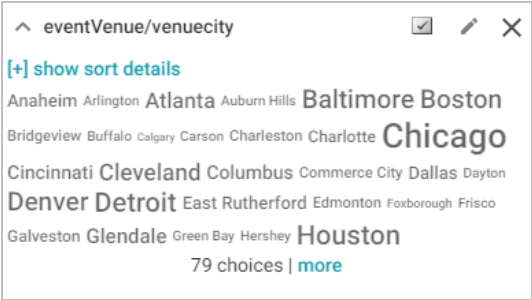 eventVenue/venuecity
[+] show sort details
Anaheim Arlington Atlanta Auburn Hills Baltimore Boston
Bridgeview Buffalo Calgary Carson Charleston Charlotte Chicago
Cincinnati Cleveland Columbus Commerce City Dallas Dayton
Denver Detroit East Rutherford Edmonton Foxborough Frisco
Galveston Glendale Green Bay Hershey Houston
79 choices | more